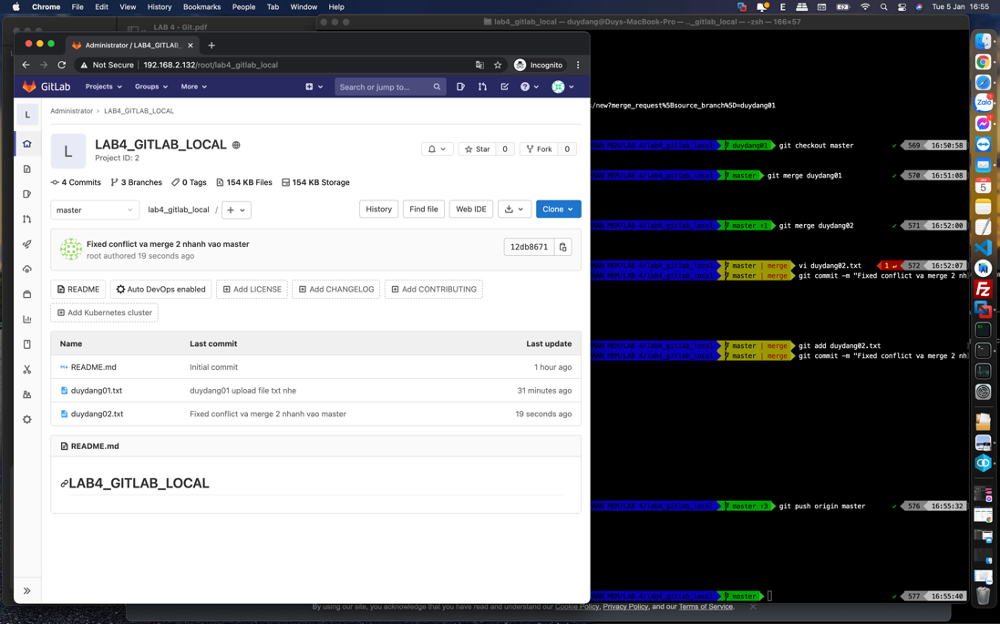 Chrome File Edit View History Bookmarks People Tab Window Help
Tue 5 Jan 16:55
LAB 4 - Git.pdf
lab4_gitlab_local — duydang@Duys-MacBook-Pro — .._gitlab_local — -zsh — 166×57
Administrator / LAB4_GITLAB_
Not Secure | 192.168.2.132/root/lab4_gitlab_local
Incognito
GitLab Projects Groups More
Search or jump to...
Administrator > LAB4_GITLAB_LOCAL
L
L
LAB4_GITLAB_LOCAL
Project ID: 2
Star 0
Fork 0
4 Commits 3 Branches 0 Tags 154 KB Files 154 KB Storage
master
lab4_gitlab_local /
History
Find file
Web IDE
Clone
Fixed conflict va merge 2 nhanh vao master
root authored 19 seconds ago
12db8671
README
Auto DevOps enabled
Add LICENSE
Add CHANGELOG
Add CONTRIBUTING
Add Kubernetes cluster
Name Last commit Last update
README.md Initial commit 1 hour ago
duydang01.txt duydang01 upload file txt nhe 31 minutes ago
duydang02.txt Fixed conflict va merge 2 nhanh vao master 19 seconds ago
README.md
LAB4_GITLAB_LOCAL
s/new?merge_request%5Bsource_branch%5D=duydang01
duydang01 git checkout master ✓ 569 16:50:58
master git merge duydang01 ✓ 570 16:51:08
master ↑1 git merge duydang02 ✓ 571 16:52:00
master | merge vi duydang02.txt 1 ↵ 572 16:52:07
master | merge git commit -m "Fixed conflict va merge 2 nh
master | merge git add duydang02.txt
master | merge git commit -m "Fixed conflict va merge 2 nh
master ↑3 git push origin master ✓ 576 16:55:32
master ✓ 577 16:55:40
By using our site, you acknowledge that you have read and understand our Cookie Policy, Privacy Policy, and our Terms of Service.